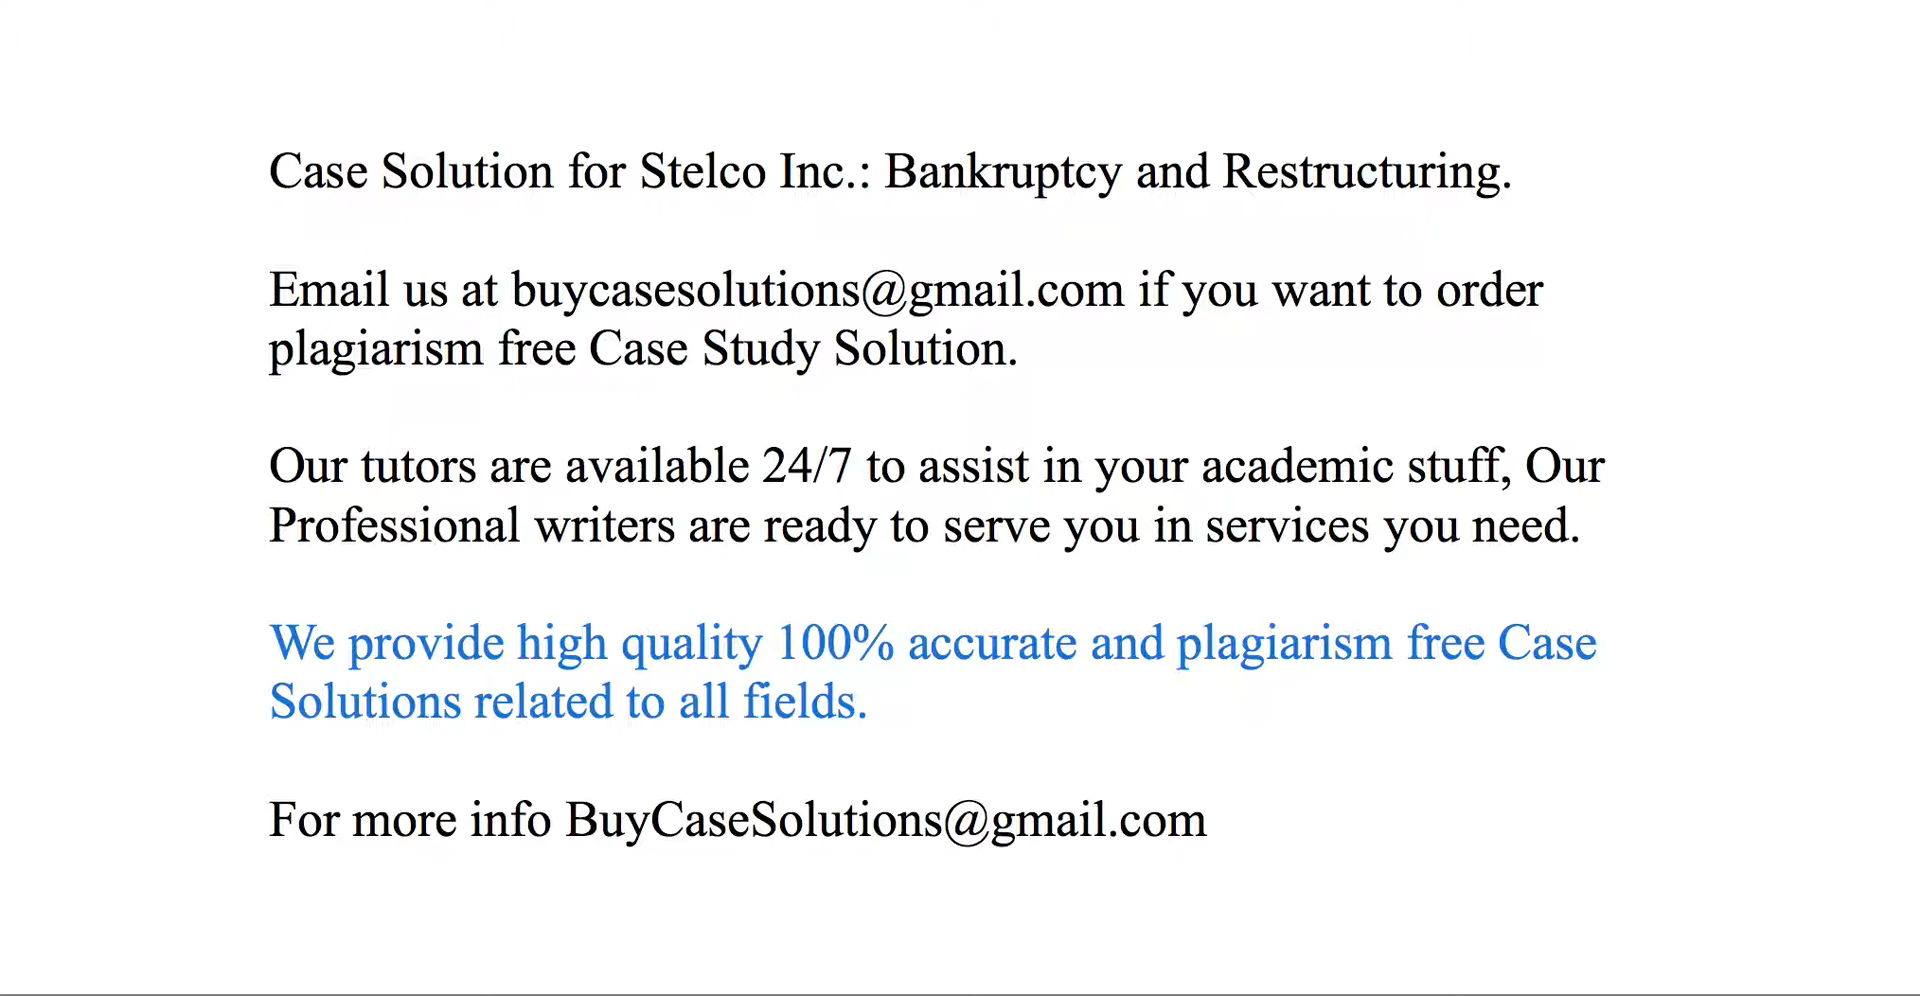 Case Solution for Stelco Inc.: Bankruptcy and Restructuring.
Email us at buycasesolutions@gmail.com if you want to order
plagiarism free Case Study Solution.
Our tutors are available 24/7 to assist in your academic stuff, Our
Professional writers are ready to serve you in services you need.
We provide high quality 100% accurate and plagiarism free Case
Solutions related to all fields.
For more info BuyCaseSolutions@gmail.com